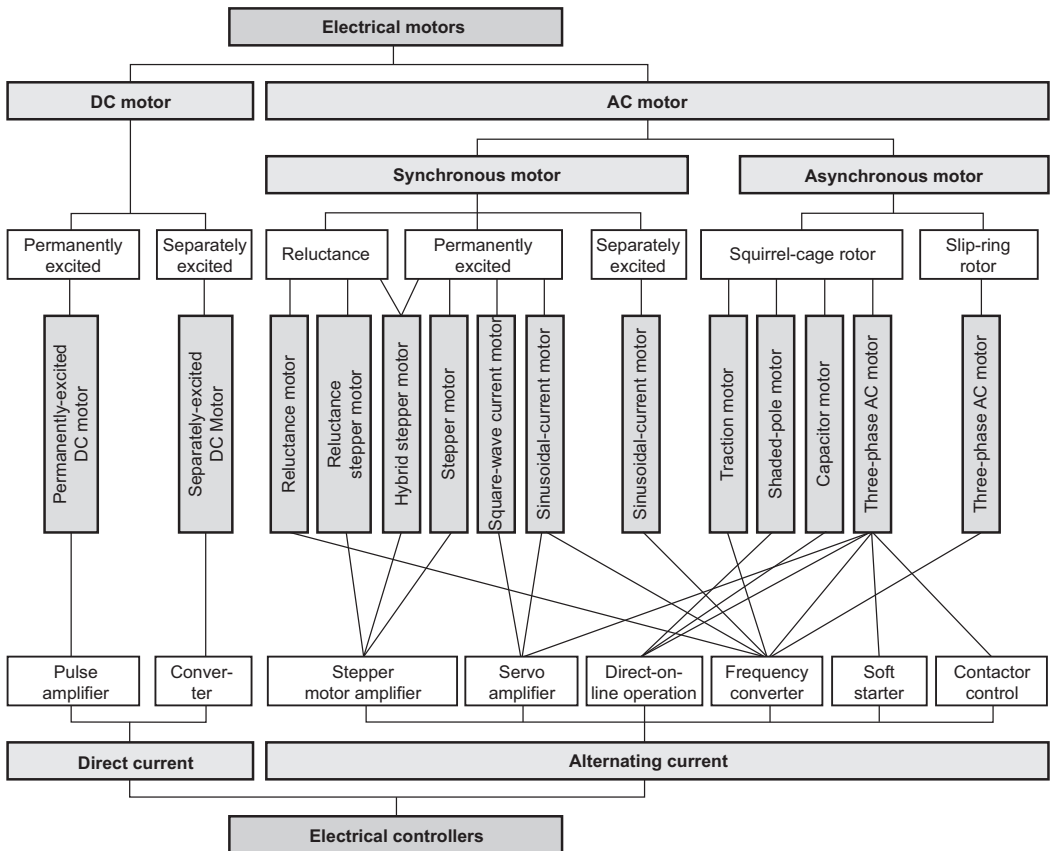 Electrical motors
DC motor
AC motor
Synchronous motor
Asynchronous motor
Permanently
excited
Separately
excited
Reluctance
Permanently
excited
Separately
excited
Squirrel-cage rotor
Slip-ring
rotor
Permanently-excited
DC motor
Separately-excited
DC Motor
Reluctance motor
Reluctance
stepper motor
Hybrid stepper motor
Stepper motor
Square-wave current motor
Sinusoidal-current motor
Sinusoidal-current motor
Traction motor
Shaded-pole motor
Capacitor motor
Three-phase AC motor
Three-phase AC motor
Pulse
amplifier
Conver-
ter
Stepper
motor amplifier
Servo
amplifier
Direct-on-
line operation
Frequency
converter
Soft
starter
Contactor
control
Direct current
Alternating current
Electrical controllers